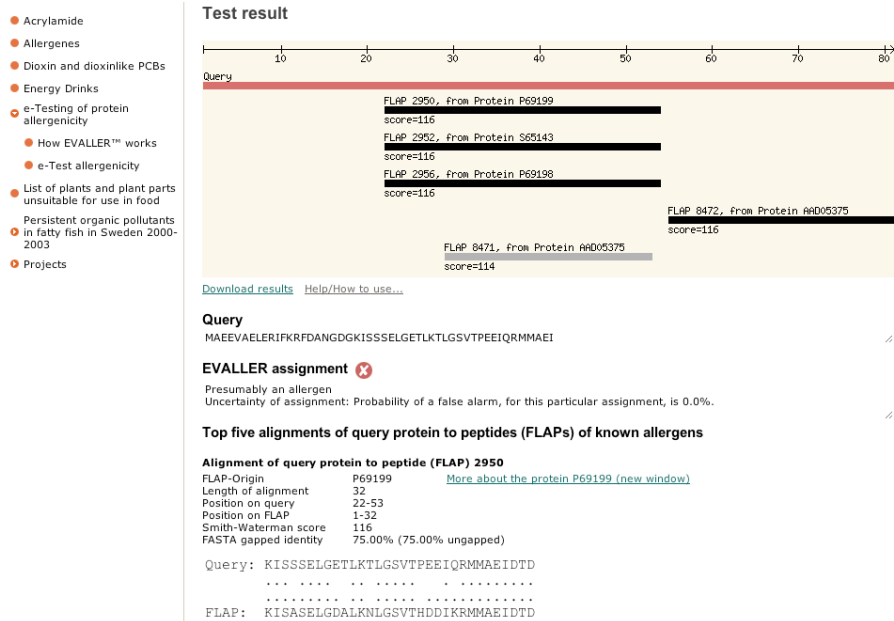 Acrylamide
Allergenes
Dioxin and dioxinlike PCBs
Energy Drinks
e-Testing of protein
allergenicity
How EVALLER™ works
e-Test allergenicity
List of plants and plant parts
unsuitable for use in food
Persistent organic pollutants
in fatty fish in Sweden 2000-
2003
Projects
Test result
10 20 30 40 50 60 70 80
Query
FLAP 2950, from Protein P69199
score=116
FLAP 2952, from Protein S65143
score=116
FLAP 2956, from Protein P69198
score=116
FLAP 8472, from Protein AAD05375
score=116
FLAP 8471, from Protein AAD05375
score=114
Download results Help/How to use...
Query
MAEEVAELERIFKRFDANGDGKISSSELGETLKTLGSVTPEEIQRMMAEI
EVALLER assignment
Presumably an allergen
Uncertainty of assignment: Probability of a false alarm, for this particular assignment, is 0.0%.
Top five alignments of query protein to peptides (FLAPs) of known allergens
Alignment of query protein to peptide (FLAP) 2950
FLAP-Origin P69199 More about the protein P69199 (new window)
Length of alignment 32
Position on query 22-53
Position on FLAP 1-32
Smith-Waterman score 116
FASTA gapped identity 75.00% (75.00% ungapped)
Query: KISSSELGETLKTLGSVTPEEIQRMMAEIDTD
... .... .. ..... . .........
......... .. ..... .............
FLAP: KISASELGDALKNLGSVTHDDIKRMMAEIDTD